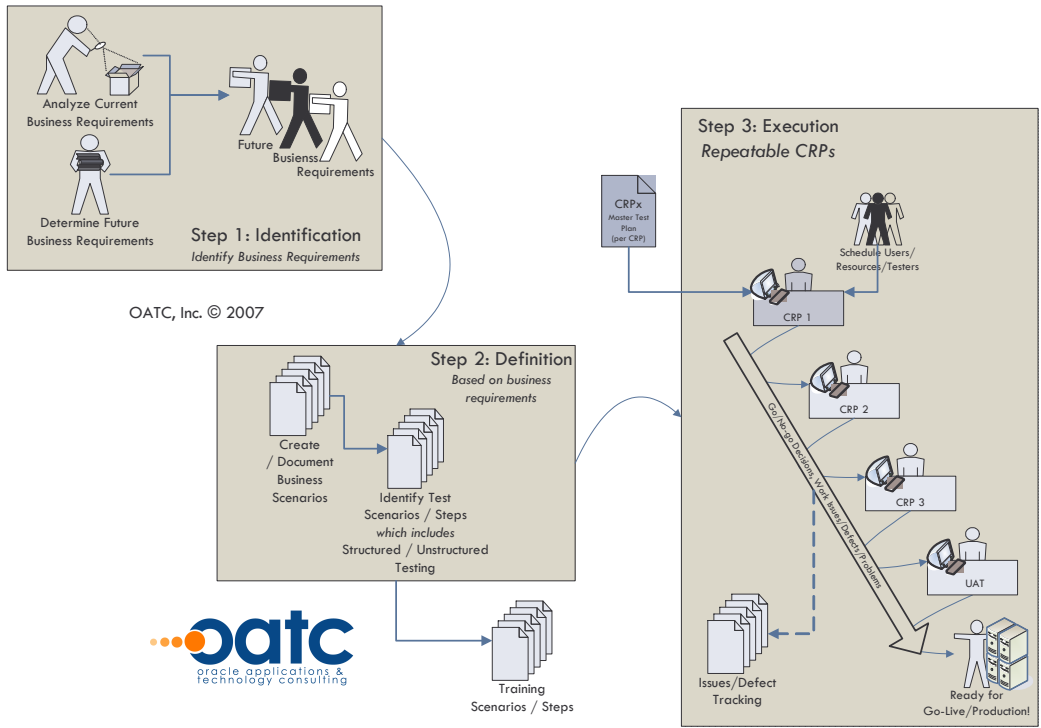 Analyze Current
Business Requirements
Determine Future
Business Requirements
Future
Busienss
Requirements
Step 1: Identification
Identify Business Requirements
OATC, Inc. © 2007
Step 2: Definition
Based on business
requirements
Create
/ Document
Business
Scenarios
Identify Test
Scenarios / Steps
which includes
Structured / Unstructured
Testing
Training
Scenarios / Steps
oatc
oracle applications &
technology consulting
Step 3: Execution
Repeatable CRPs
CRPx
Master Test
Plan
(per CRP)
Schedule Users/
Resources/Testers
CRP 1
CRP 2
CRP 3
UAT
Go/No-go Decisions, Work Issues/Defects/Problems
Issues/Defect
Tracking
Ready for
Go-Live/Production!